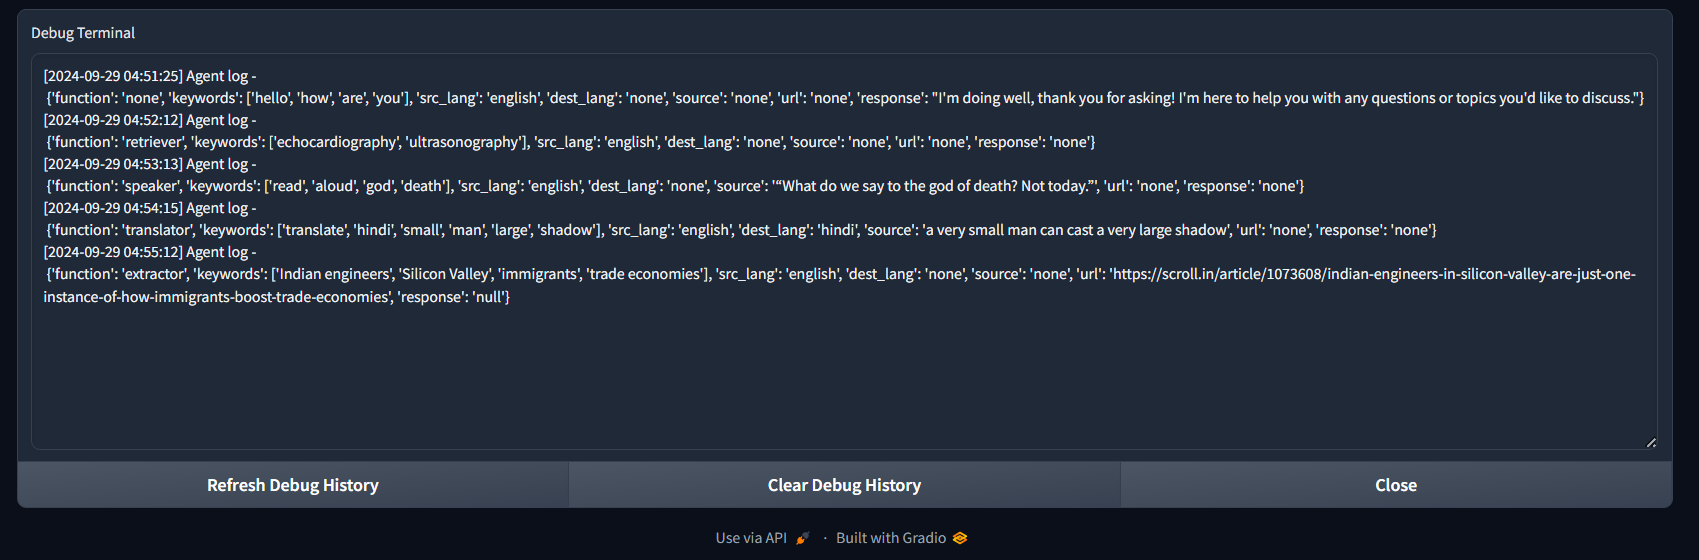 Debug Terminal
[2024-09-29 04:51:25] Agent log -
{'function': 'none', 'keywords': ['hello', 'how', 'are', 'you'], 'src_lang': 'english', 'dest_lang': 'none', 'source': 'none', 'url': 'none', 'response': "I'm doing well, thank you for asking! I'm here to help you with any questions or topics you'd like to discuss."}
[2024-09-29 04:52:12] Agent log -
{'function': 'retriever', 'keywords': ['echocardiography', 'ultrasonography'], 'src_lang': 'english', 'dest_lang': 'none', 'source': 'none', 'url': 'none', 'response': 'none'}
[2024-09-29 04:53:13] Agent log -
{'function': 'speaker', 'keywords': ['read', 'aloud', 'god', 'death'], 'src_lang': 'english', 'dest_lang': 'none', 'source': '“What do we say to the god of death? Not today.”', 'url': 'none', 'response': 'none'}
[2024-09-29 04:54:15] Agent log -
{'function': 'translator', 'keywords': ['translate', 'hindi', 'small', 'man', 'large', 'shadow'], 'src_lang': 'english', 'dest_lang': 'hindi', 'source': 'a very small man can cast a very large shadow', 'url': 'none', 'response': 'none'}
[2024-09-29 04:55:12] Agent log -
{'function': 'extractor', 'keywords': ['Indian engineers', 'Silicon Valley', 'immigrants', 'trade economies'], 'src_lang': 'english', 'dest_lang': 'none', 'source': 'none', 'url': 'https://scroll.in/article/1073608/indian-engineers-in-silicon-valley-are-just-one-
instance-of-how-immigrants-boost-trade-economies', 'response': 'null'}
Refresh Debug History
Clear Debug History
Close
Use via API · Built with Gradio